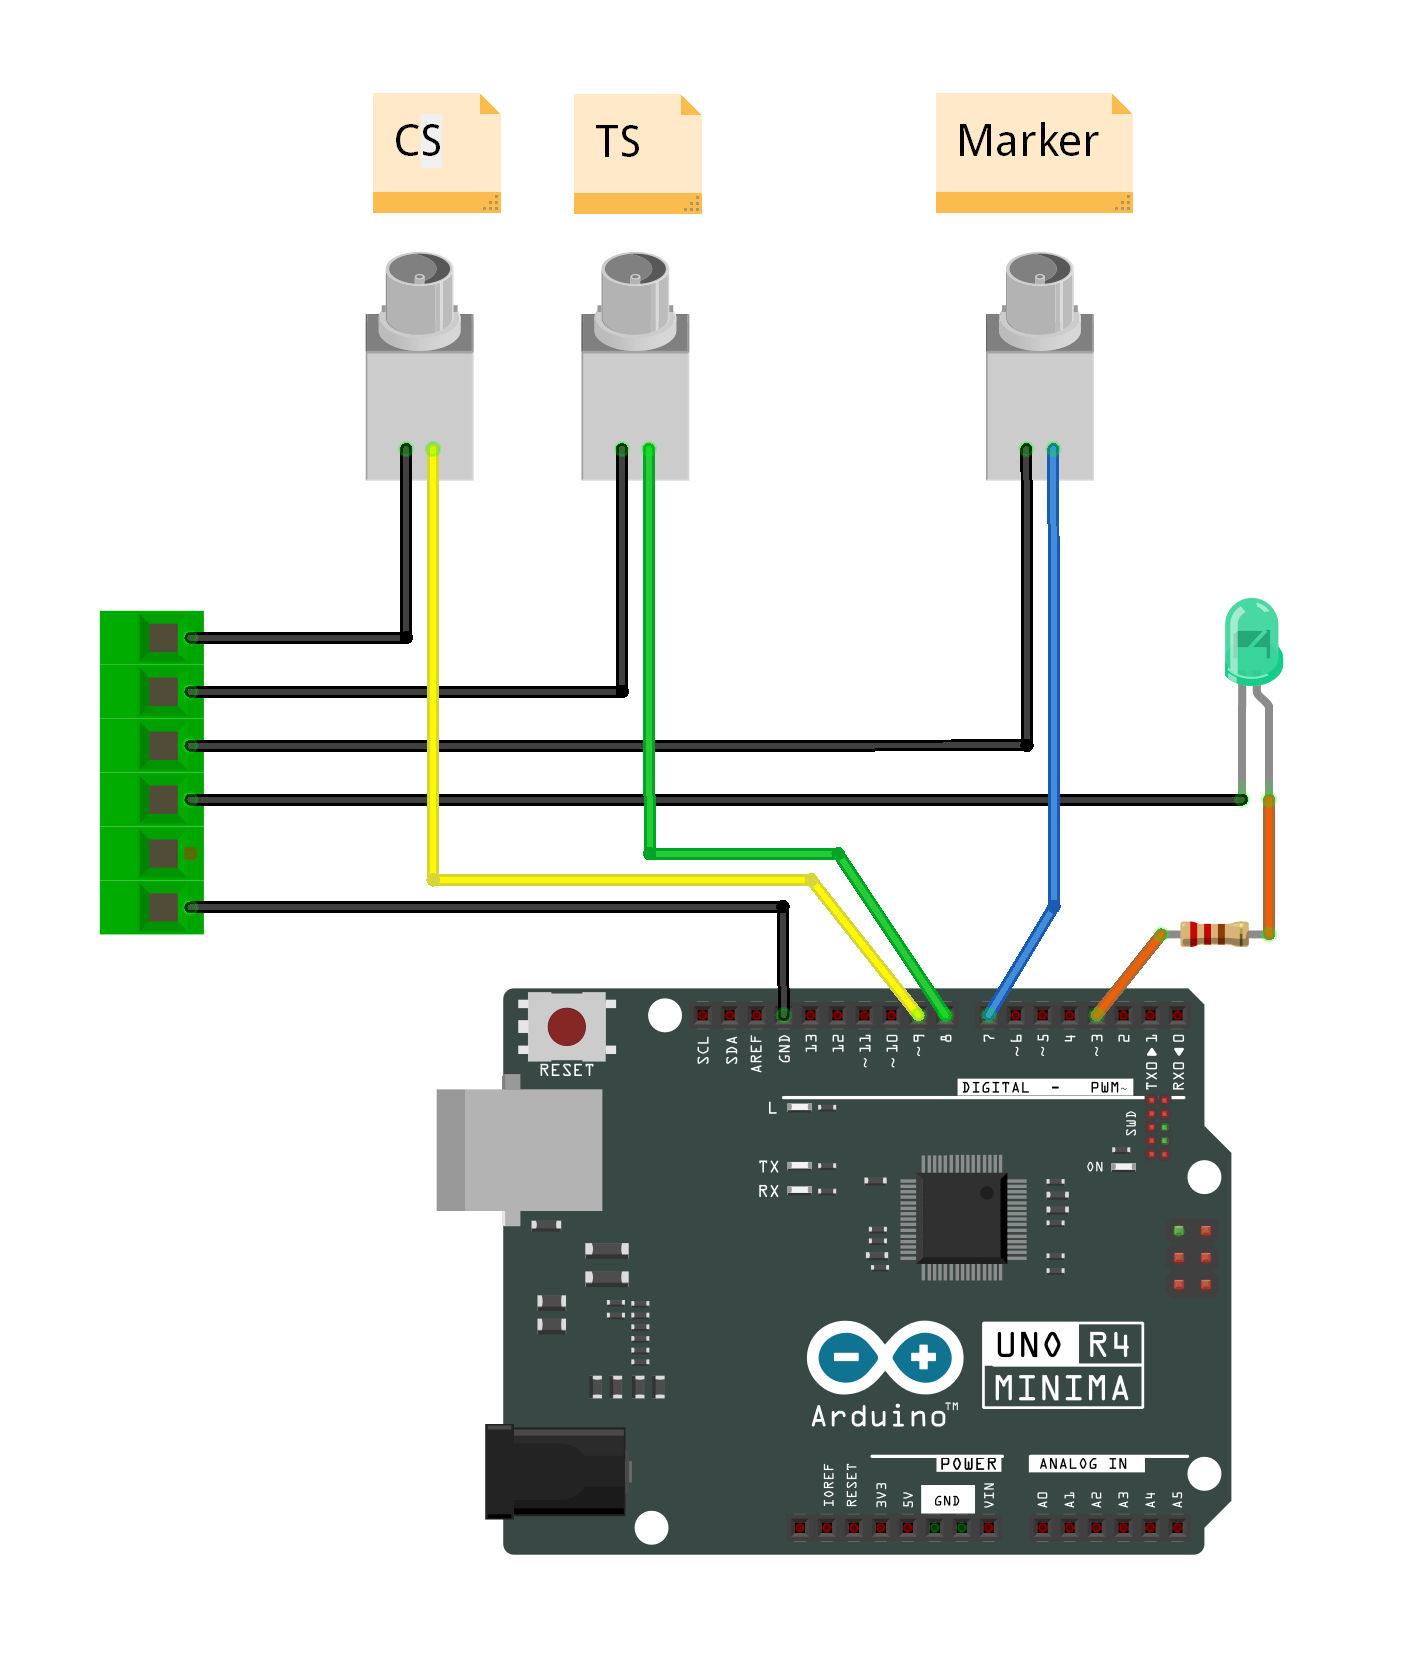 CS
TS
Marker
RESET
SCL
SDA
AREF
GND
13
12
~11
~10
~9
8
7
~6
~5
4
~3
2
TX0▶1
RX0◀0
DIGITAL - PWM~
L
TX
RX
SWD
ON
UNO R4
MINIMA
Arduino™
IOREF
RESET
3V3
5V
GND
VIN
POWER
ANALOG IN
A0
A1
A2
A3
A4
A5